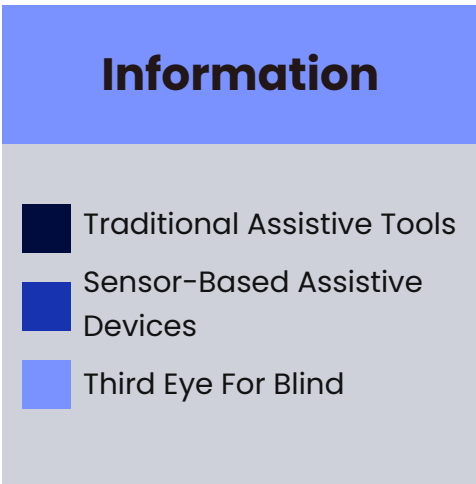 Information
Traditional Assistive Tools
Sensor-Based Assistive
Devices
Third Eye For Blind